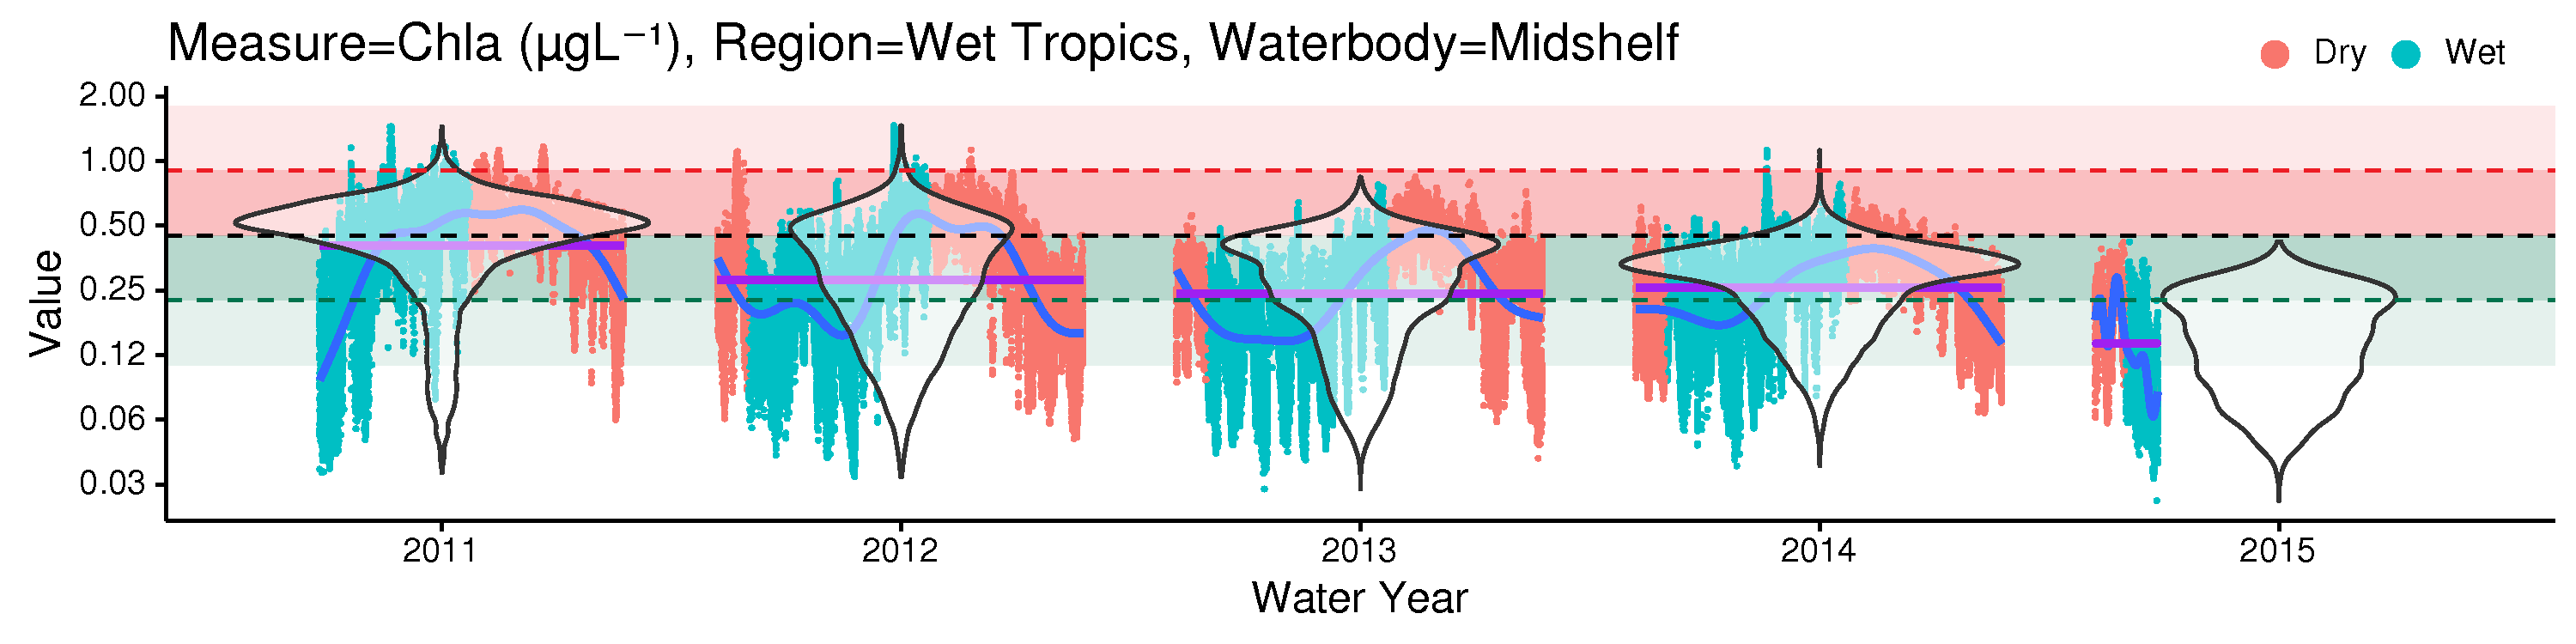 Measure=Chla (µgL⁻¹), Region=Wet Tropics, Waterbody=Midshelf
Dry Wet
2.00
1.00
0.50
0.25
0.12
0.06
0.03
Value
2011 2012 2013 2014 2015
Water Year